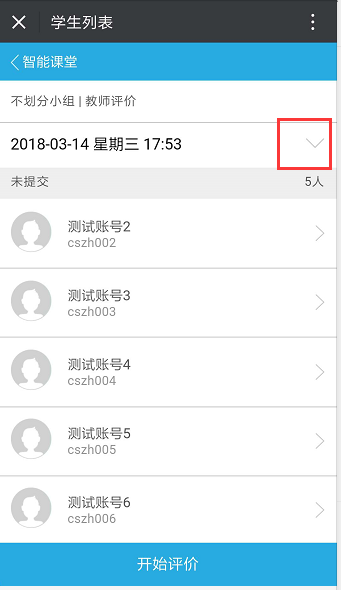 学生列表
智能课堂
不划分小组 | 教师评价
2018-03-14 星期三 17:53
未提交 5人
测试账号2
cszh002
测试账号3
cszh003
测试账号4
cszh004
测试账号5
cszh005
测试账号6
cszh006
开始评价